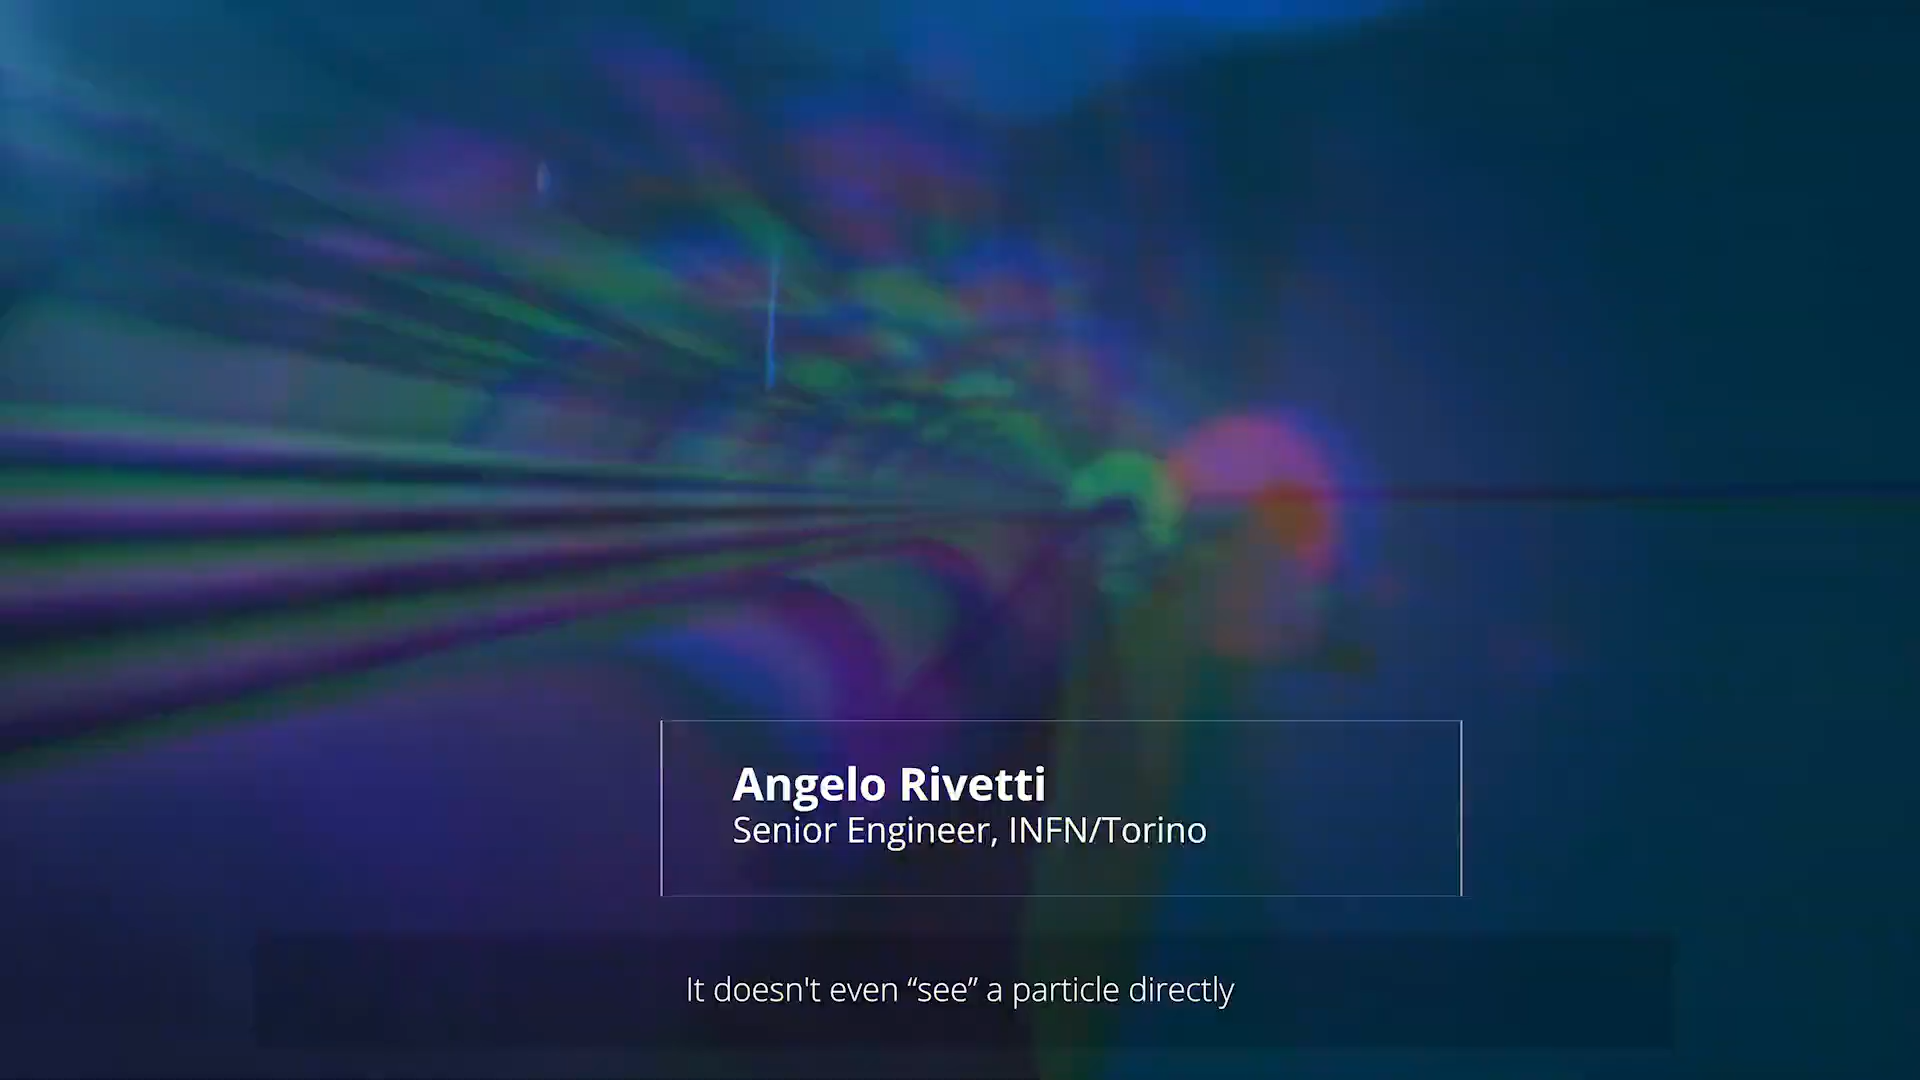 Angelo Rivetti
Senior Engineer, INFN/Torino
It doesn't even “see” a particle directly